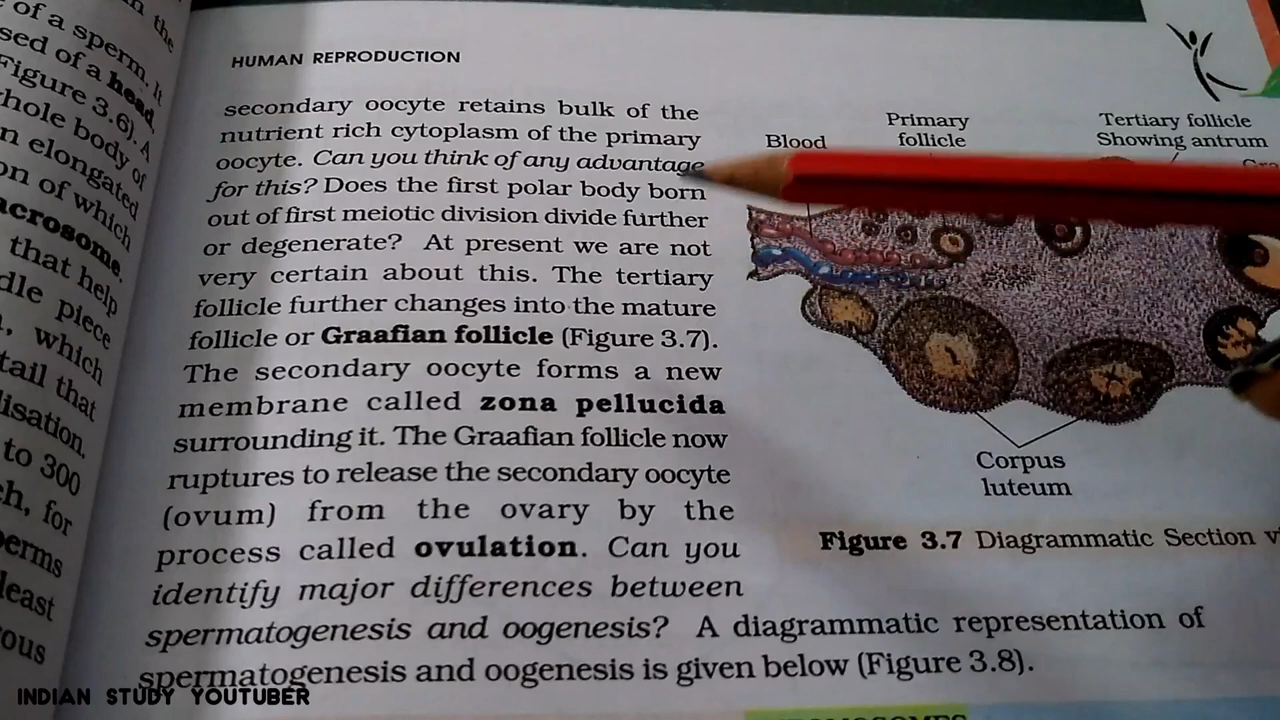 n the
of a sperm. It
sed of a head,
Figure 3.6). A
whole body of
n elongated
on of which
acrosome.
that help
dle piece
, which
tail that
lisation.
to 300
ch, for
perms
least
ous
HUMAN REPRODUCTION
secondary oocyte retains bulk of the
nutrient rich cytoplasm of the primary
oocyte. Can you think of any advantage
for this? Does the first polar body born
out of first meiotic division divide further
or degenerate? At present we are not
very certain about this. The tertiary
follicle further changes into the mature
follicle or Graafian follicle (Figure 3.7).
The secondary oocyte forms a new
membrane called zona pellucida
surrounding it. The Graafian follicle now
ruptures to release the secondary oocyte
(ovum) from the ovary by the
process called ovulation. Can you
identify major differences between
spermatogenesis and oogenesis? A diagrammatic representation of
spermatogenesis and oogenesis is given below (Figure 3.8).
Blood
Primary
follicle
Tertiary follicle
Showing antrum
Corpus
luteum
Figure 3.7 Diagrammatic Section v
INDIAN STUDY YOUTUBER